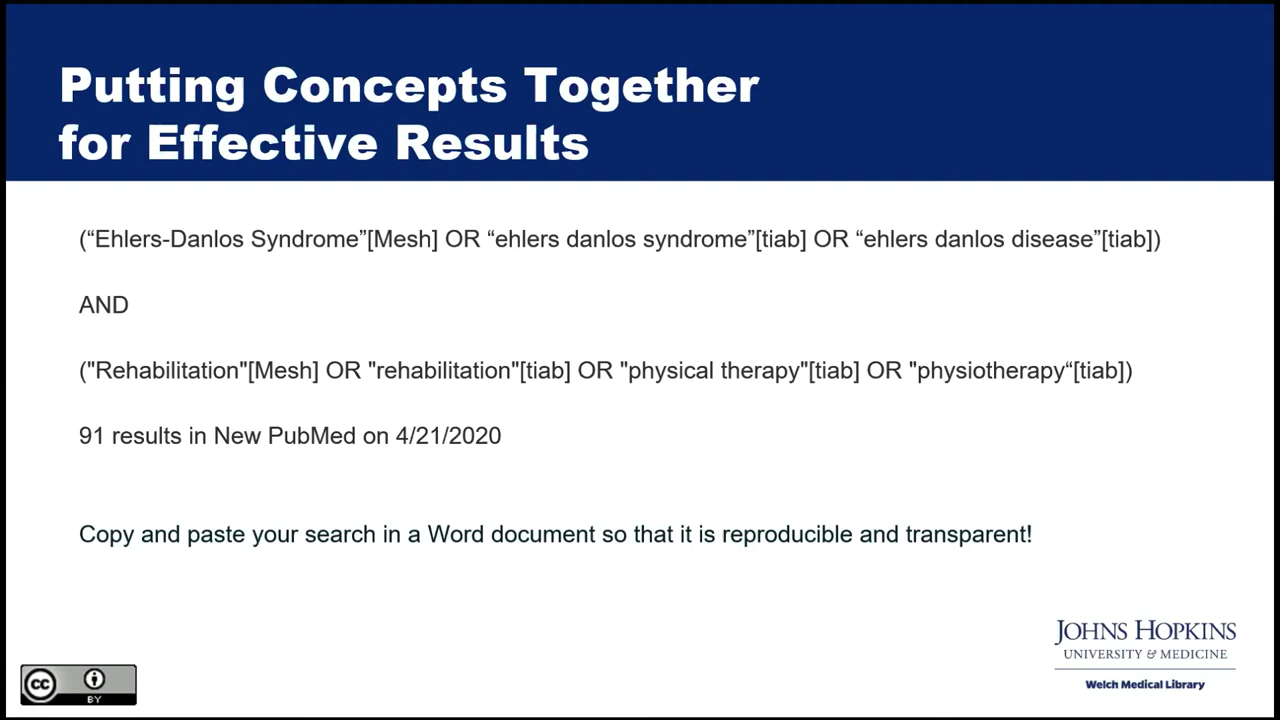 Putting Concepts Together
for Effective Results
(“Ehlers-Danlos Syndrome”[Mesh] OR “ehlers danlos syndrome”[tiab] OR “ehlers danlos disease”[tiab])
AND
("Rehabilitation"[Mesh] OR "rehabilitation"[tiab] OR "physical therapy"[tiab] OR "physiotherapy“[tiab])
91 results in New PubMed on 4/21/2020
Copy and paste your search in a Word document so that it is reproducible and transparent!
JOHNS HOPKINS
UNIVERSITY & MEDICINE
Welch Medical Library
cc
BY